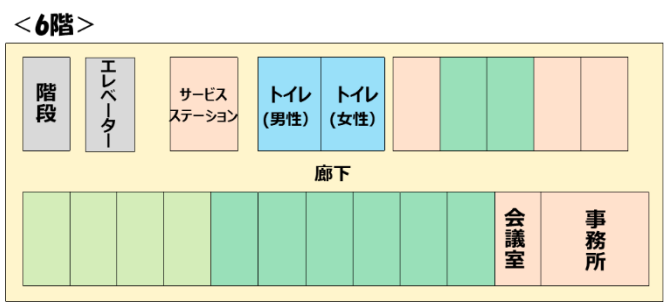 ＜6階＞
階段
エレベーター
サービス
ステーション
トイレ
(男性)
トイレ
(女性)
廊下
会議室
事務所